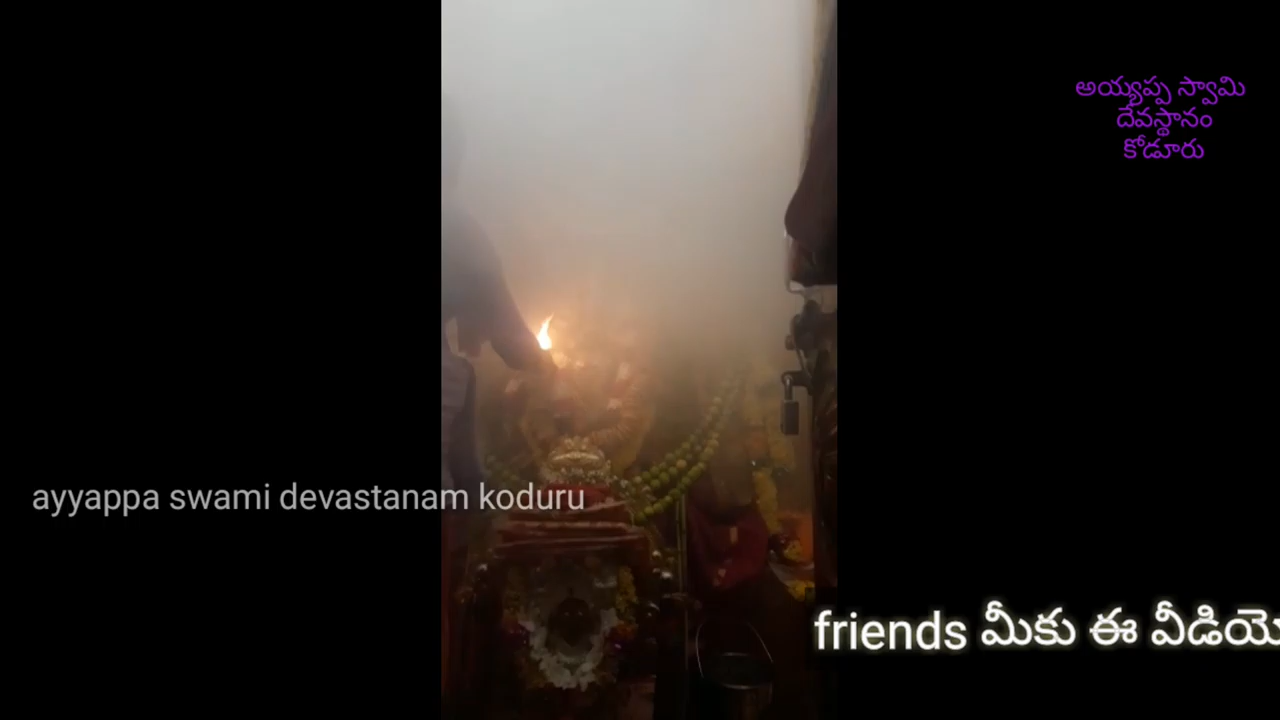 అయ్యప్ప స్వామి
దేవస్థానం
కోడూరు
ayyappa swami devastanam koduru
friends మీకు ఈ వీడియె